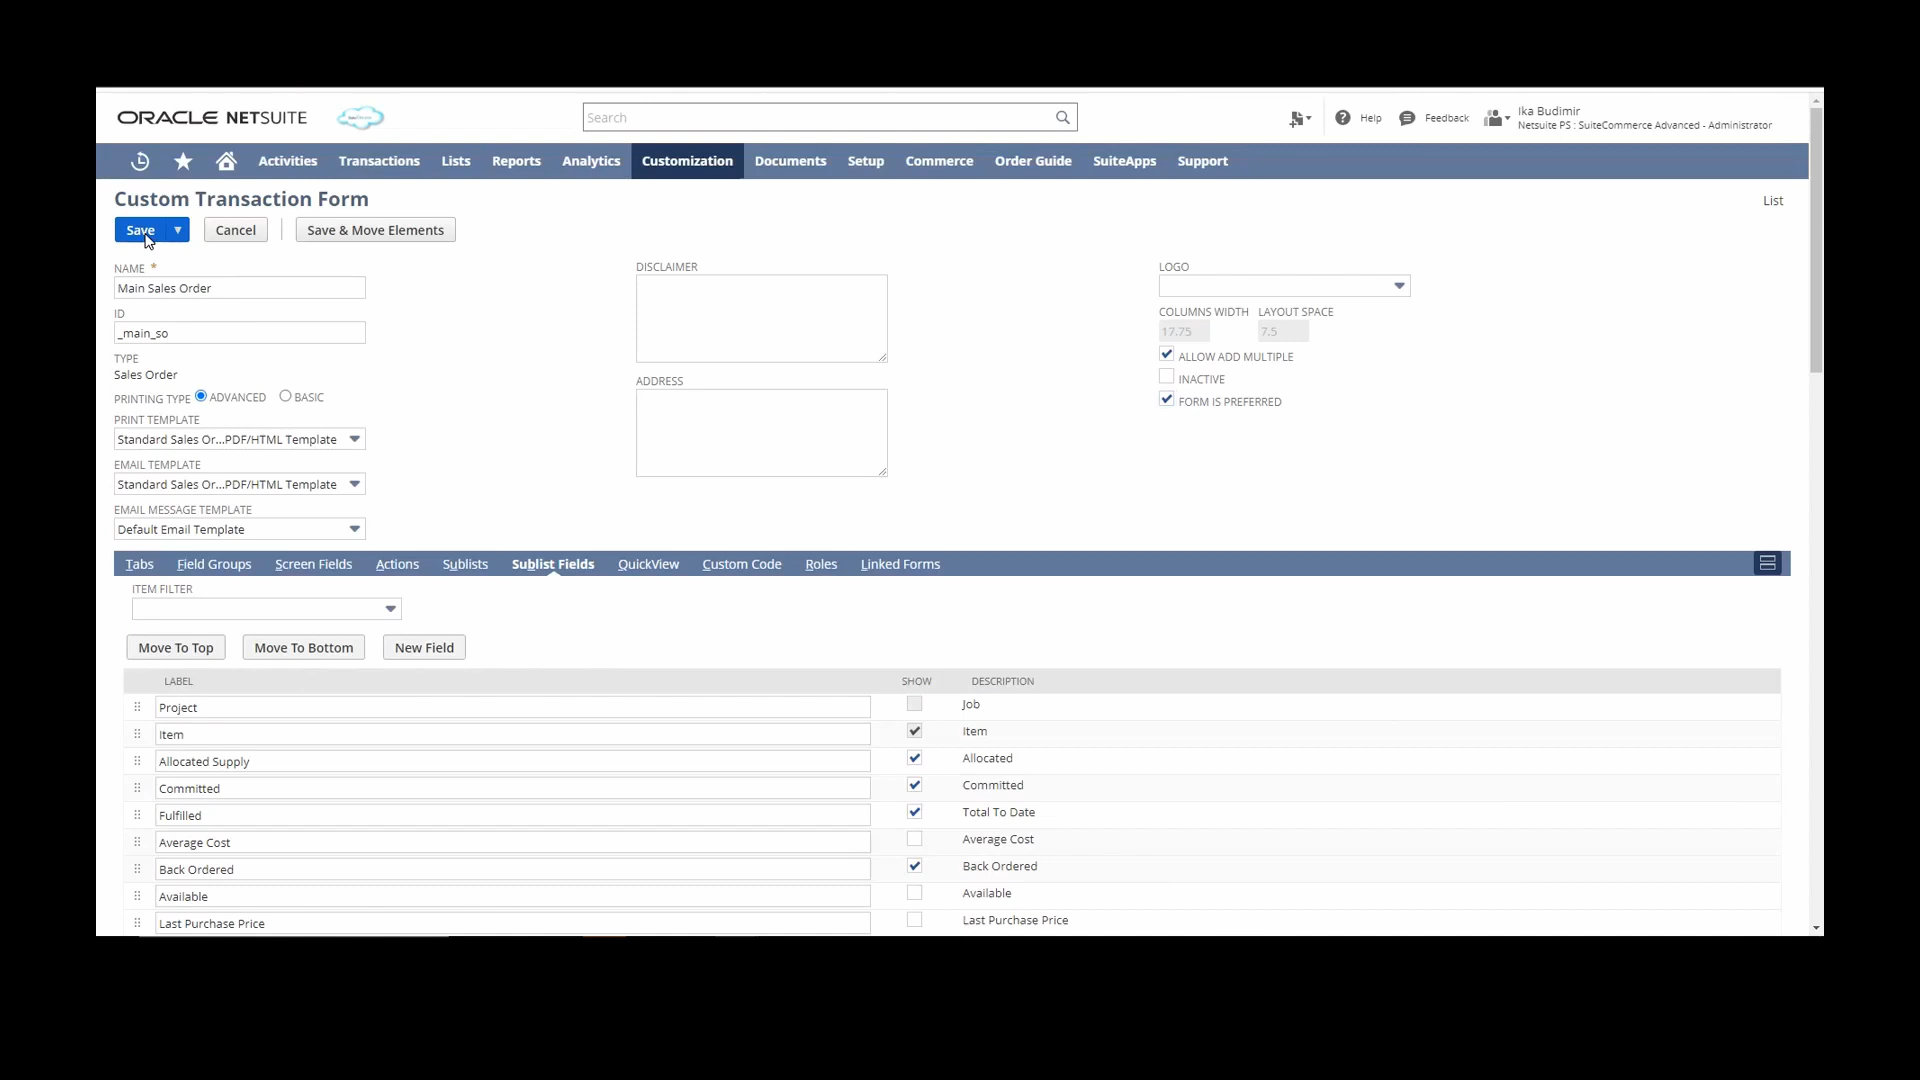 ORACLE NETSUITE
Search
Help
Feedback
Ika Budimir
Netsuite PS : SuiteCommerce Advanced - Administrator
Activities
Transactions
Lists
Reports
Analytics
Customization
Documents
Setup
Commerce
Order Guide
SuiteApps
Support
Custom Transaction Form
List
Save
Cancel
Save & Move Elements
NAME *
Main Sales Order
ID
_main_so
TYPE
Sales Order
PRINTING TYPE ADVANCED BASIC
PRINT TEMPLATE
Standard Sales Or...PDF/HTML Template
EMAIL TEMPLATE
Standard Sales Or...PDF/HTML Template
EMAIL MESSAGE TEMPLATE
Default Email Template
DISCLAIMER
ADDRESS
LOGO
COLUMNS WIDTH LAYOUT SPACE
17.75 7.5
ALLOW ADD MULTIPLE
INACTIVE
FORM IS PREFERRED
Tabs
Field Groups
Screen Fields
Actions
Sublists
Sublist Fields
QuickView
Custom Code
Roles
Linked Forms
ITEM FILTER
Move To Top
Move To Bottom
New Field
LABEL SHOW DESCRIPTION
Project Job
Item Item
Allocated Supply Allocated
Committed Committed
Fulfilled Total To Date
Average Cost Average Cost
Back Ordered Back Ordered
Available Available
Last Purchase Price Last Purchase Price